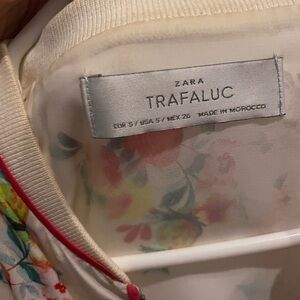 ZARA
TRAFALUC
EUR S / USA S / MEX 26 MADE IN MOROCCO